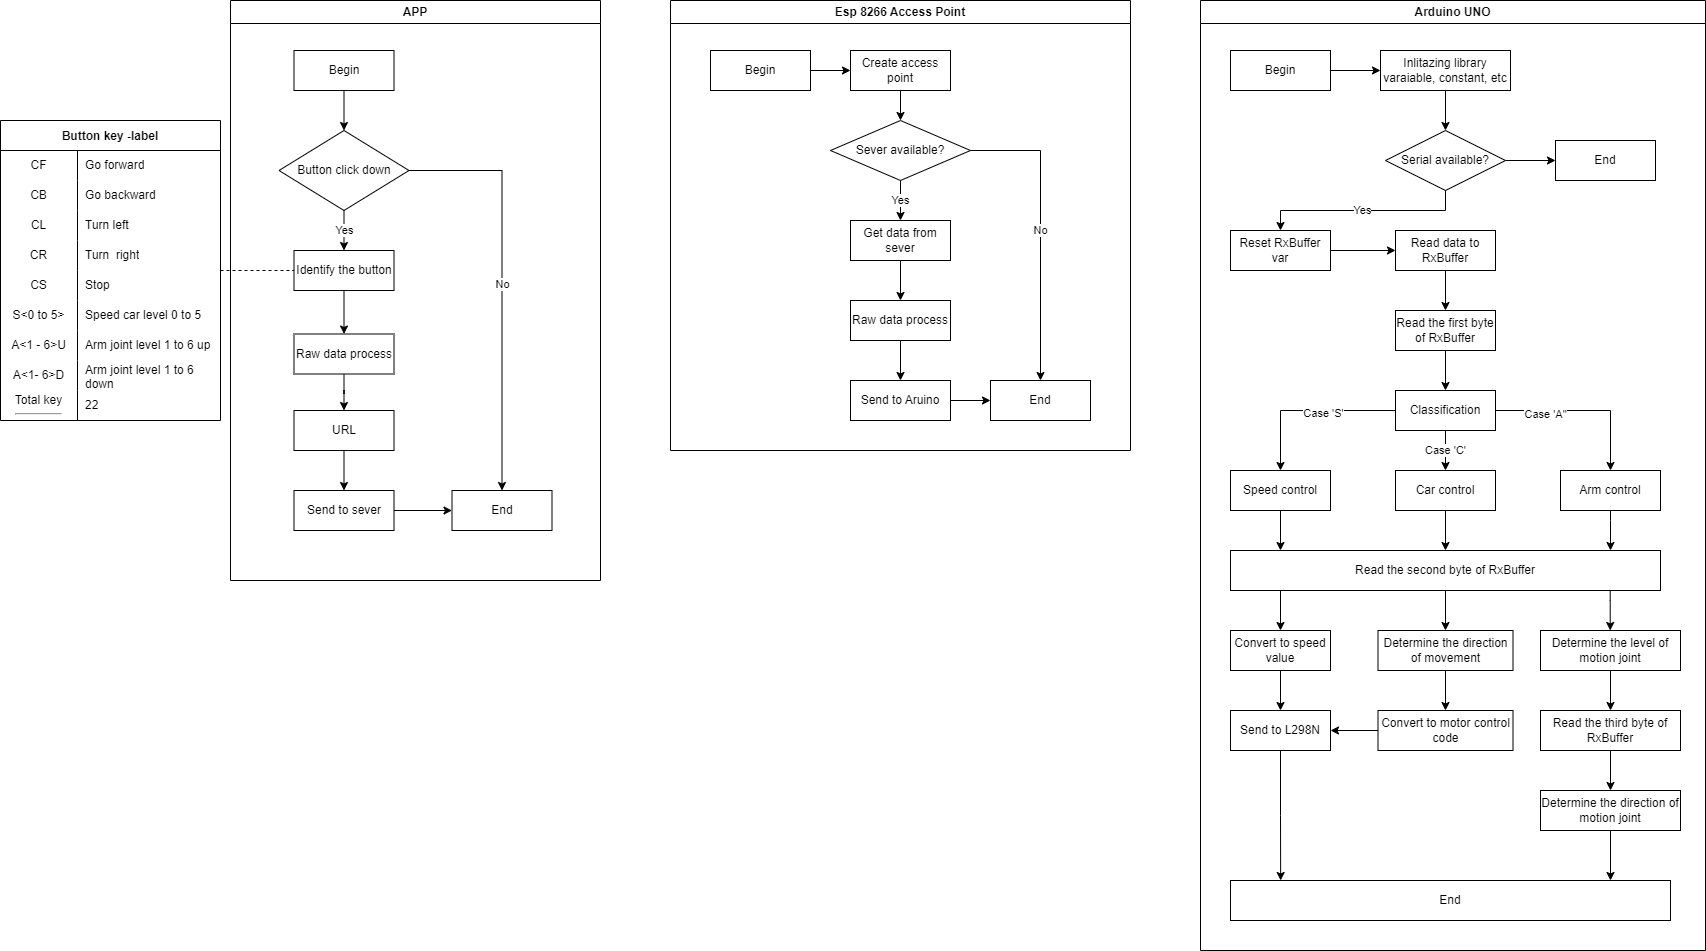 APP
Begin
Button click down
Yes
No
Identify the button
Raw data process
URL
Send to sever
End
Button key -label
CF Go forward
CB Go backward
CL Turn left
CR Turn  right
CS Stop
S<0 to 5> Speed car level 0 to 5
A<1 - 6>U Arm joint level 1 to 6 up
A<1- 6>D Arm joint level 1 to 6
down
Total key 22
Esp 8266 Access Point
Begin
Create access
point
Sever available?
Yes
No
Get data from
sever
Raw data process
Send to Aruino
End
Arduino UNO
Begin
Inlitazing library
varaiable, constant, etc
Serial available?
End
Yes
Reset RxBuffer
var
Read data to
RxBuffer
Read the first byte
of RxBuffer
Classification
Case 'S'
Case 'C'
Case 'A"
Speed control
Car control
Arm control
Read the second byte of RxBuffer
Convert to speed
value
Determine the direction
of movement
Determine the level of
motion joint
Send to L298N
Convert to motor control
code
Read the third byte of
RxBuffer
Determine the direction of
motion joint
End